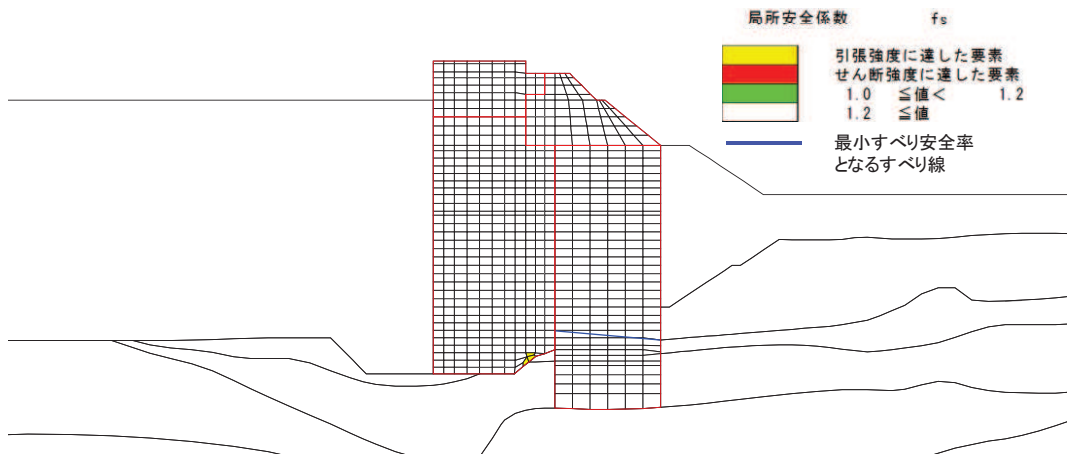 局所安全係数 fs
引張強度に達した要素
せん断強度に達した要素
1.0 ≦値< 1.2
1.2 ≦値
最小すべり安全率
となるすべり線